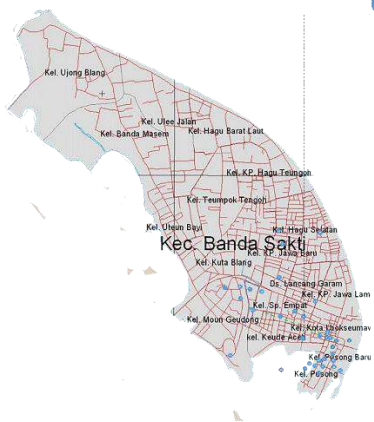 Kel. Ujong Blang
Kel. Ulee Jalan
Kel. Banda Masem
Kel. Hagu Barat Laut
Kel. KP. Hagu Teungoh
Kel. Teumpok Tengoh
Kel. Uteun Bayi
Kel. Hagu Selatan
Kec. Banda Sakti
Kel. KP. Jawa Baru
Kel. Kuta Blang
Ds. Lancang Garam
Kel. KP. Jawa Lam
Kel. Sp. Empat
Kel. Moun Geudong
Kel. Kota Lhokseumaw
kel. Keude Aceh
Kel. Pusong Baru
Kel. Pusong